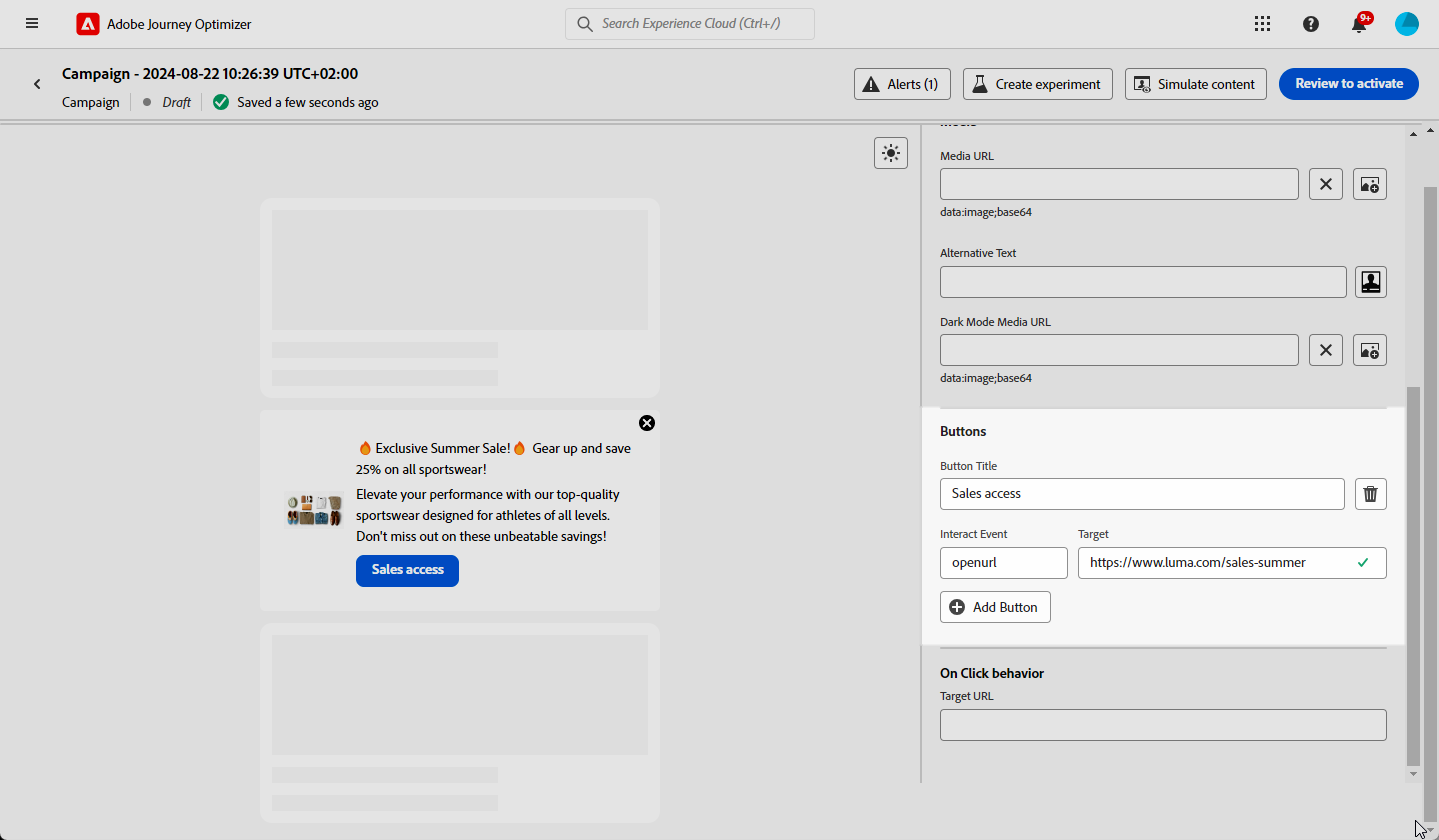 Adobe Journey Optimizer
Search Experience Cloud (Ctrl+/)
9+
Campaign - 2024-08-22 10:26:39 UTC+02:00
Campaign
Draft
Saved a few seconds ago
Alerts (1)
Create experiment
Simulate content
Review to activate
Media URL
data:image;base64
Alternative Text
Dark Mode Media URL
data:image;base64
🔥 Exclusive Summer Sale!🔥 Gear up and save
25% on all sportswear!
Elevate your performance with our top-quality
sportswear designed for athletes of all levels.
Don't miss out on these unbeatable savings!
Sales access
Buttons
Button Title
Sales access
Interact Event
Target
openurl
https://www.luma.com/sales-summer
Add Button
On Click behavior
Target URL